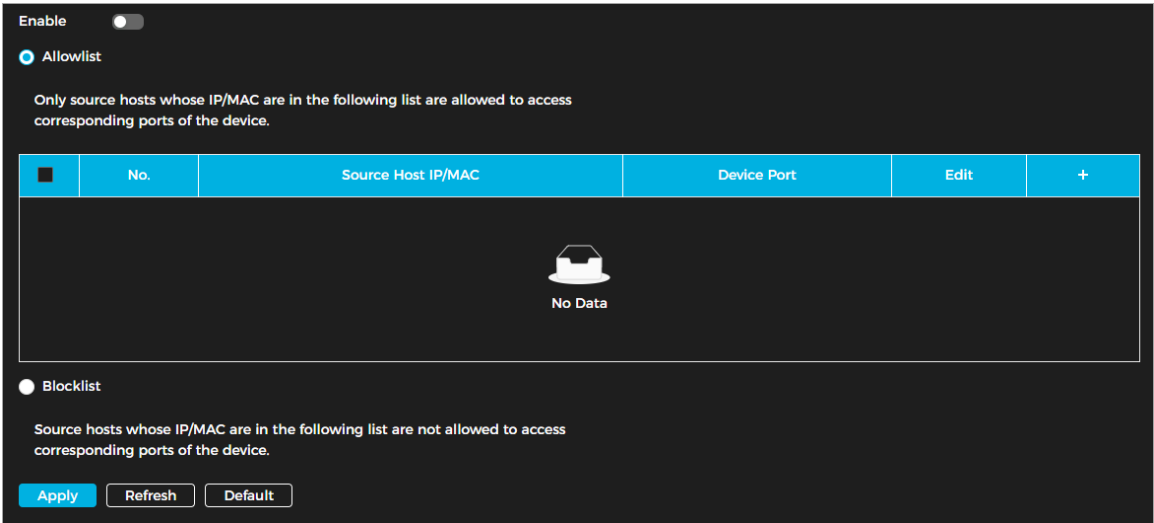 Enable
Allowlist
Only source hosts whose IP/MAC are in the following list are allowed to access
corresponding ports of the device.
No. Source Host IP/MAC Device Port Edit +
No Data
Blocklist
Source hosts whose IP/MAC are in the following list are not allowed to access
corresponding ports of the device.
Apply Refresh Default